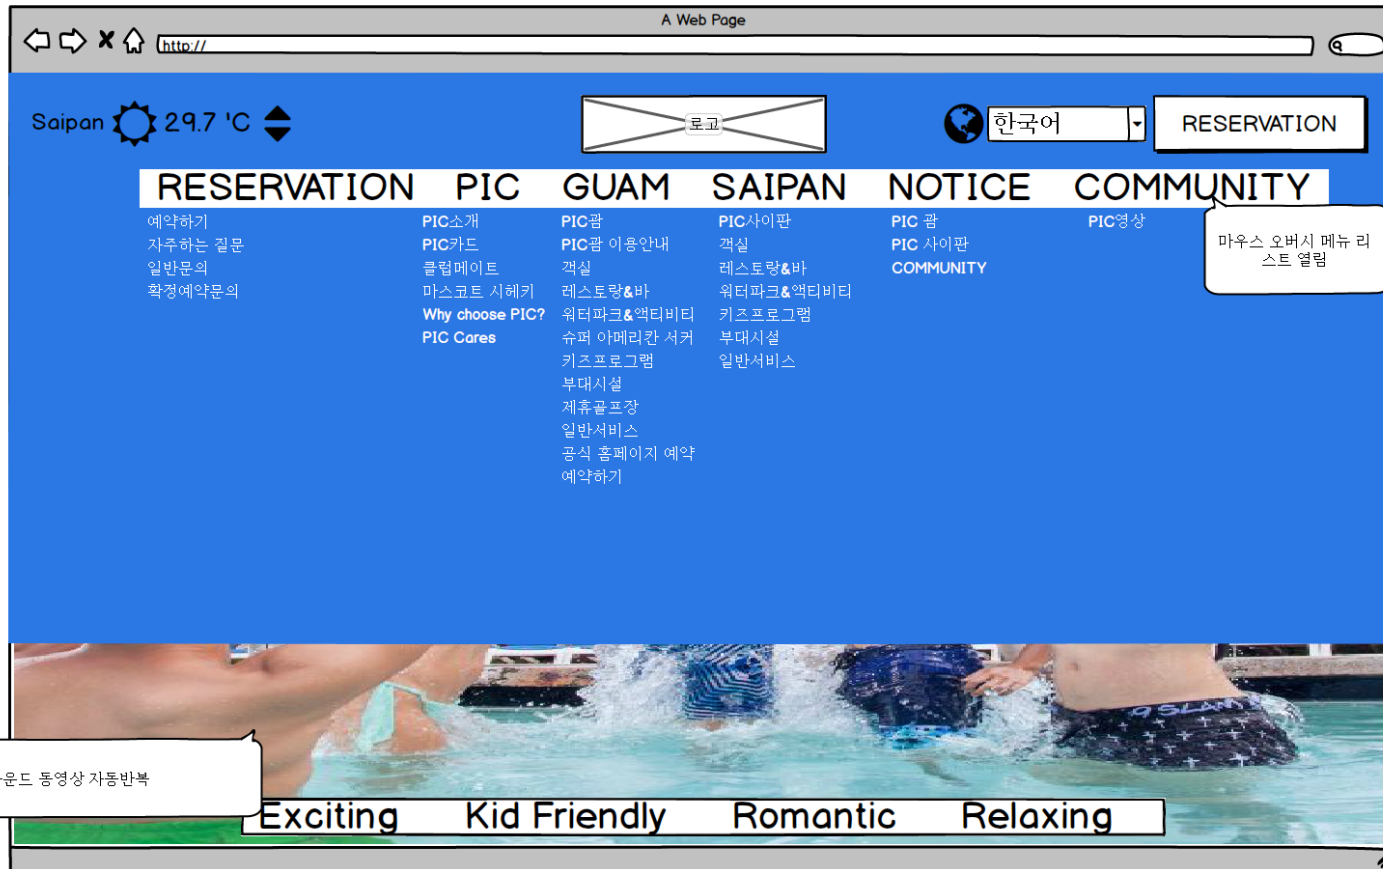 A Web Page
http://
Saipan 29.7 'C
로고
한국어
RESERVATION
RESERVATION PIC GUAM SAIPAN NOTICE COMMUNITY
예약하기
자주하는 질문
일반문의
확정예약문의
PIC소개
PIC카드
클럽메이트
마스코트 시헤키
Why choose PIC?
PIC Cares
PIC괌
PIC괌 이용안내
객실
레스토랑&바
워터파크&액티비티
슈퍼 아메리칸 서커
키즈프로그램
부대시설
제휴골프장
일반서비스
공식 홈페이지 예약
예약하기
PIC사이판
객실
레스토랑&바
워터파크&액티비티
키즈프로그램
부대시설
일반서비스
PIC 괌
PIC 사이판
COMMUNITY
PIC영상
마우스 오버시 메뉴 리
스트 열림
운드 동영상 자동반복
Exciting Kid Friendly Romantic Relaxing